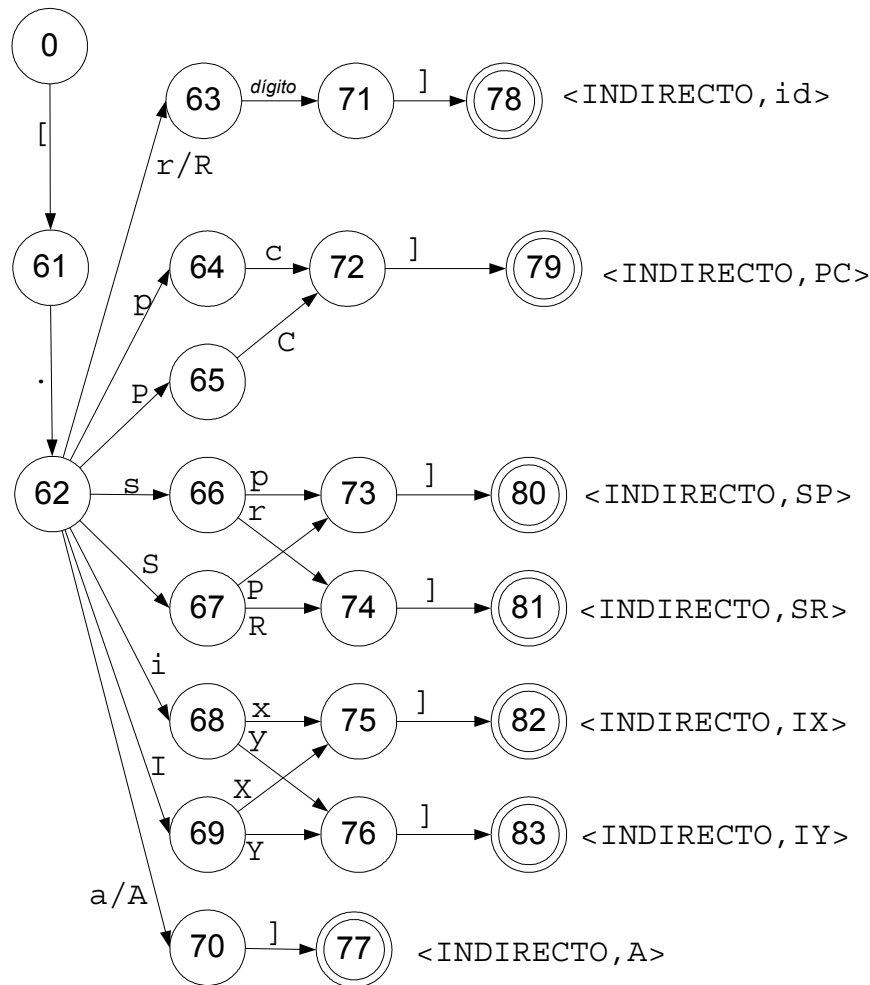 0
63 dígito 71 ] 78 <INDIRECTO,id>
[
r/R
61 64 c 72 ] 79 <INDIRECTO,PC>
p
C
. P 65
62 s 66 p 73 ] 80 <INDIRECTO,SP>
r
S 67 P 74 ] 81 <INDIRECTO,SR>
R
i 68 x 75 ] 82 <INDIRECTO,IX>
y
I X
69 Y 76 ] 83 <INDIRECTO,IY>
a/A 70 ] 77 <INDIRECTO,A>